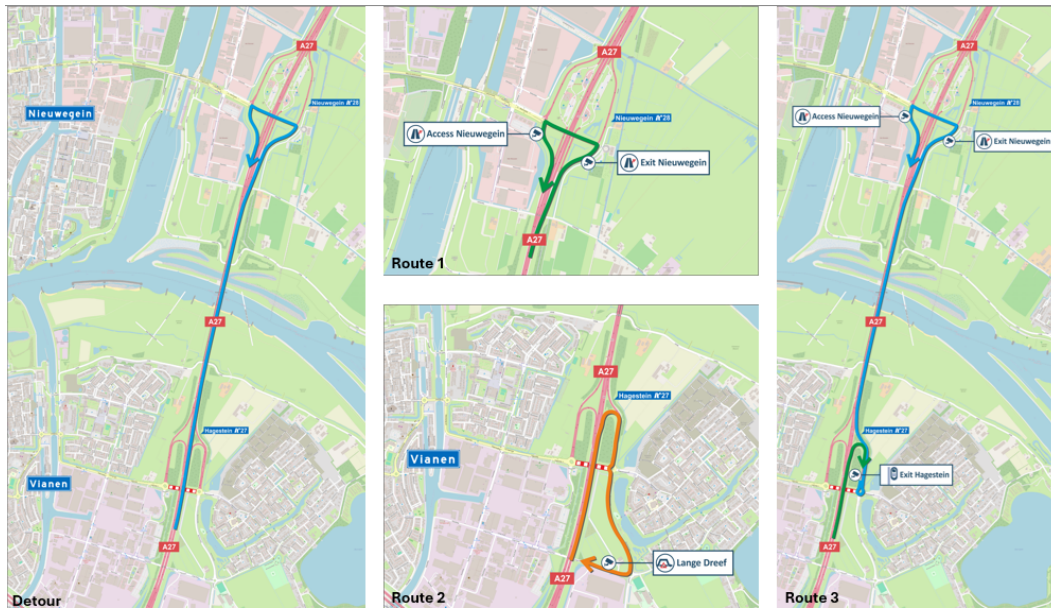 A27
Nieuwegein 28
Nieuwegein
A27
Hagestein 27
Vianen
A27
Detour
A27
Nieuwegein 28
Access Nieuwegein
Exit Nieuwegein
A27
Route 1
A27
Hagestein 27
Vianen
Lange Dreef
A27
Route 2
A27
Nieuwegein 28
Access Nieuwegein
Exit Nieuwegein
A27
Hagestein 27
Exit Hagestein
A27
Route 3